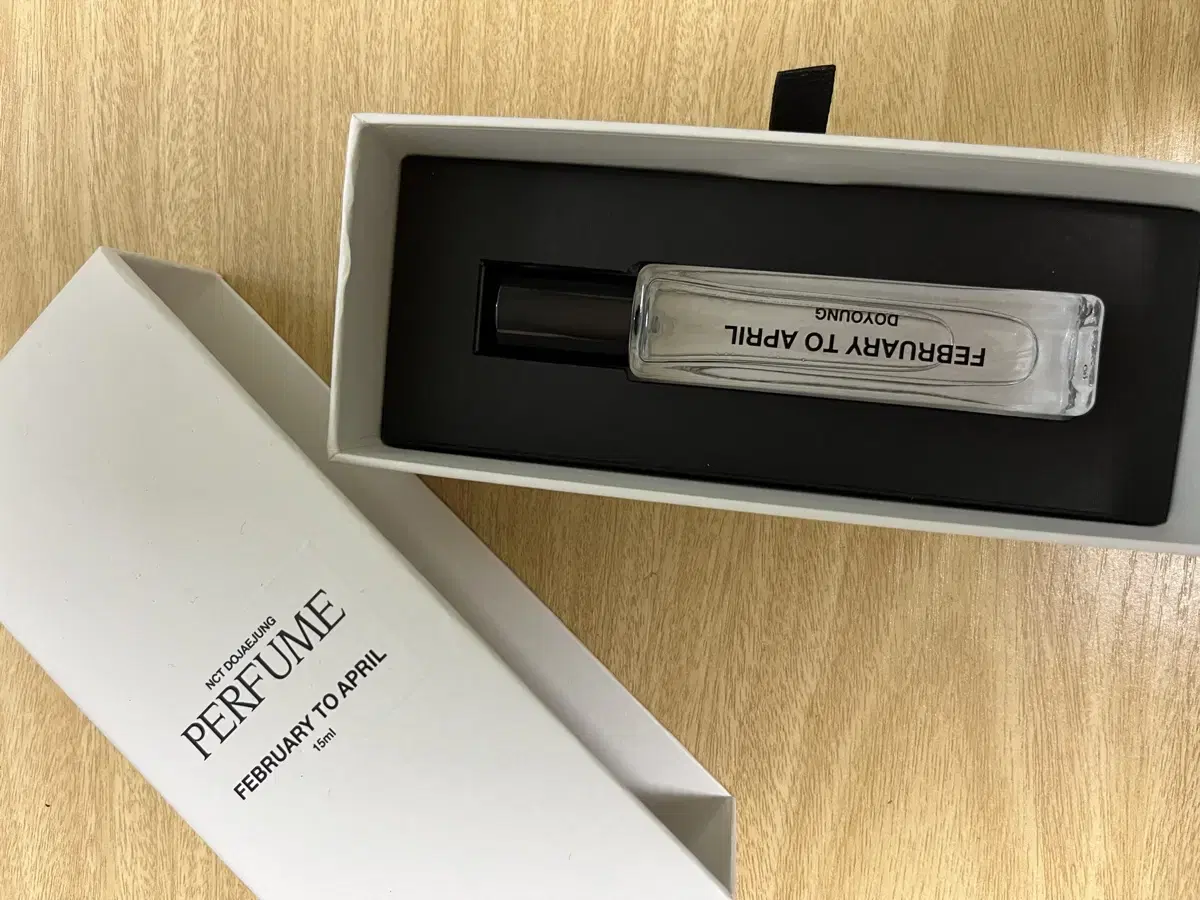 FEBRUARY TO APRIL
DOYOUNG
NCT DOJAEJUNG
PERFUME
FEBRUARY TO APRIL
15ml